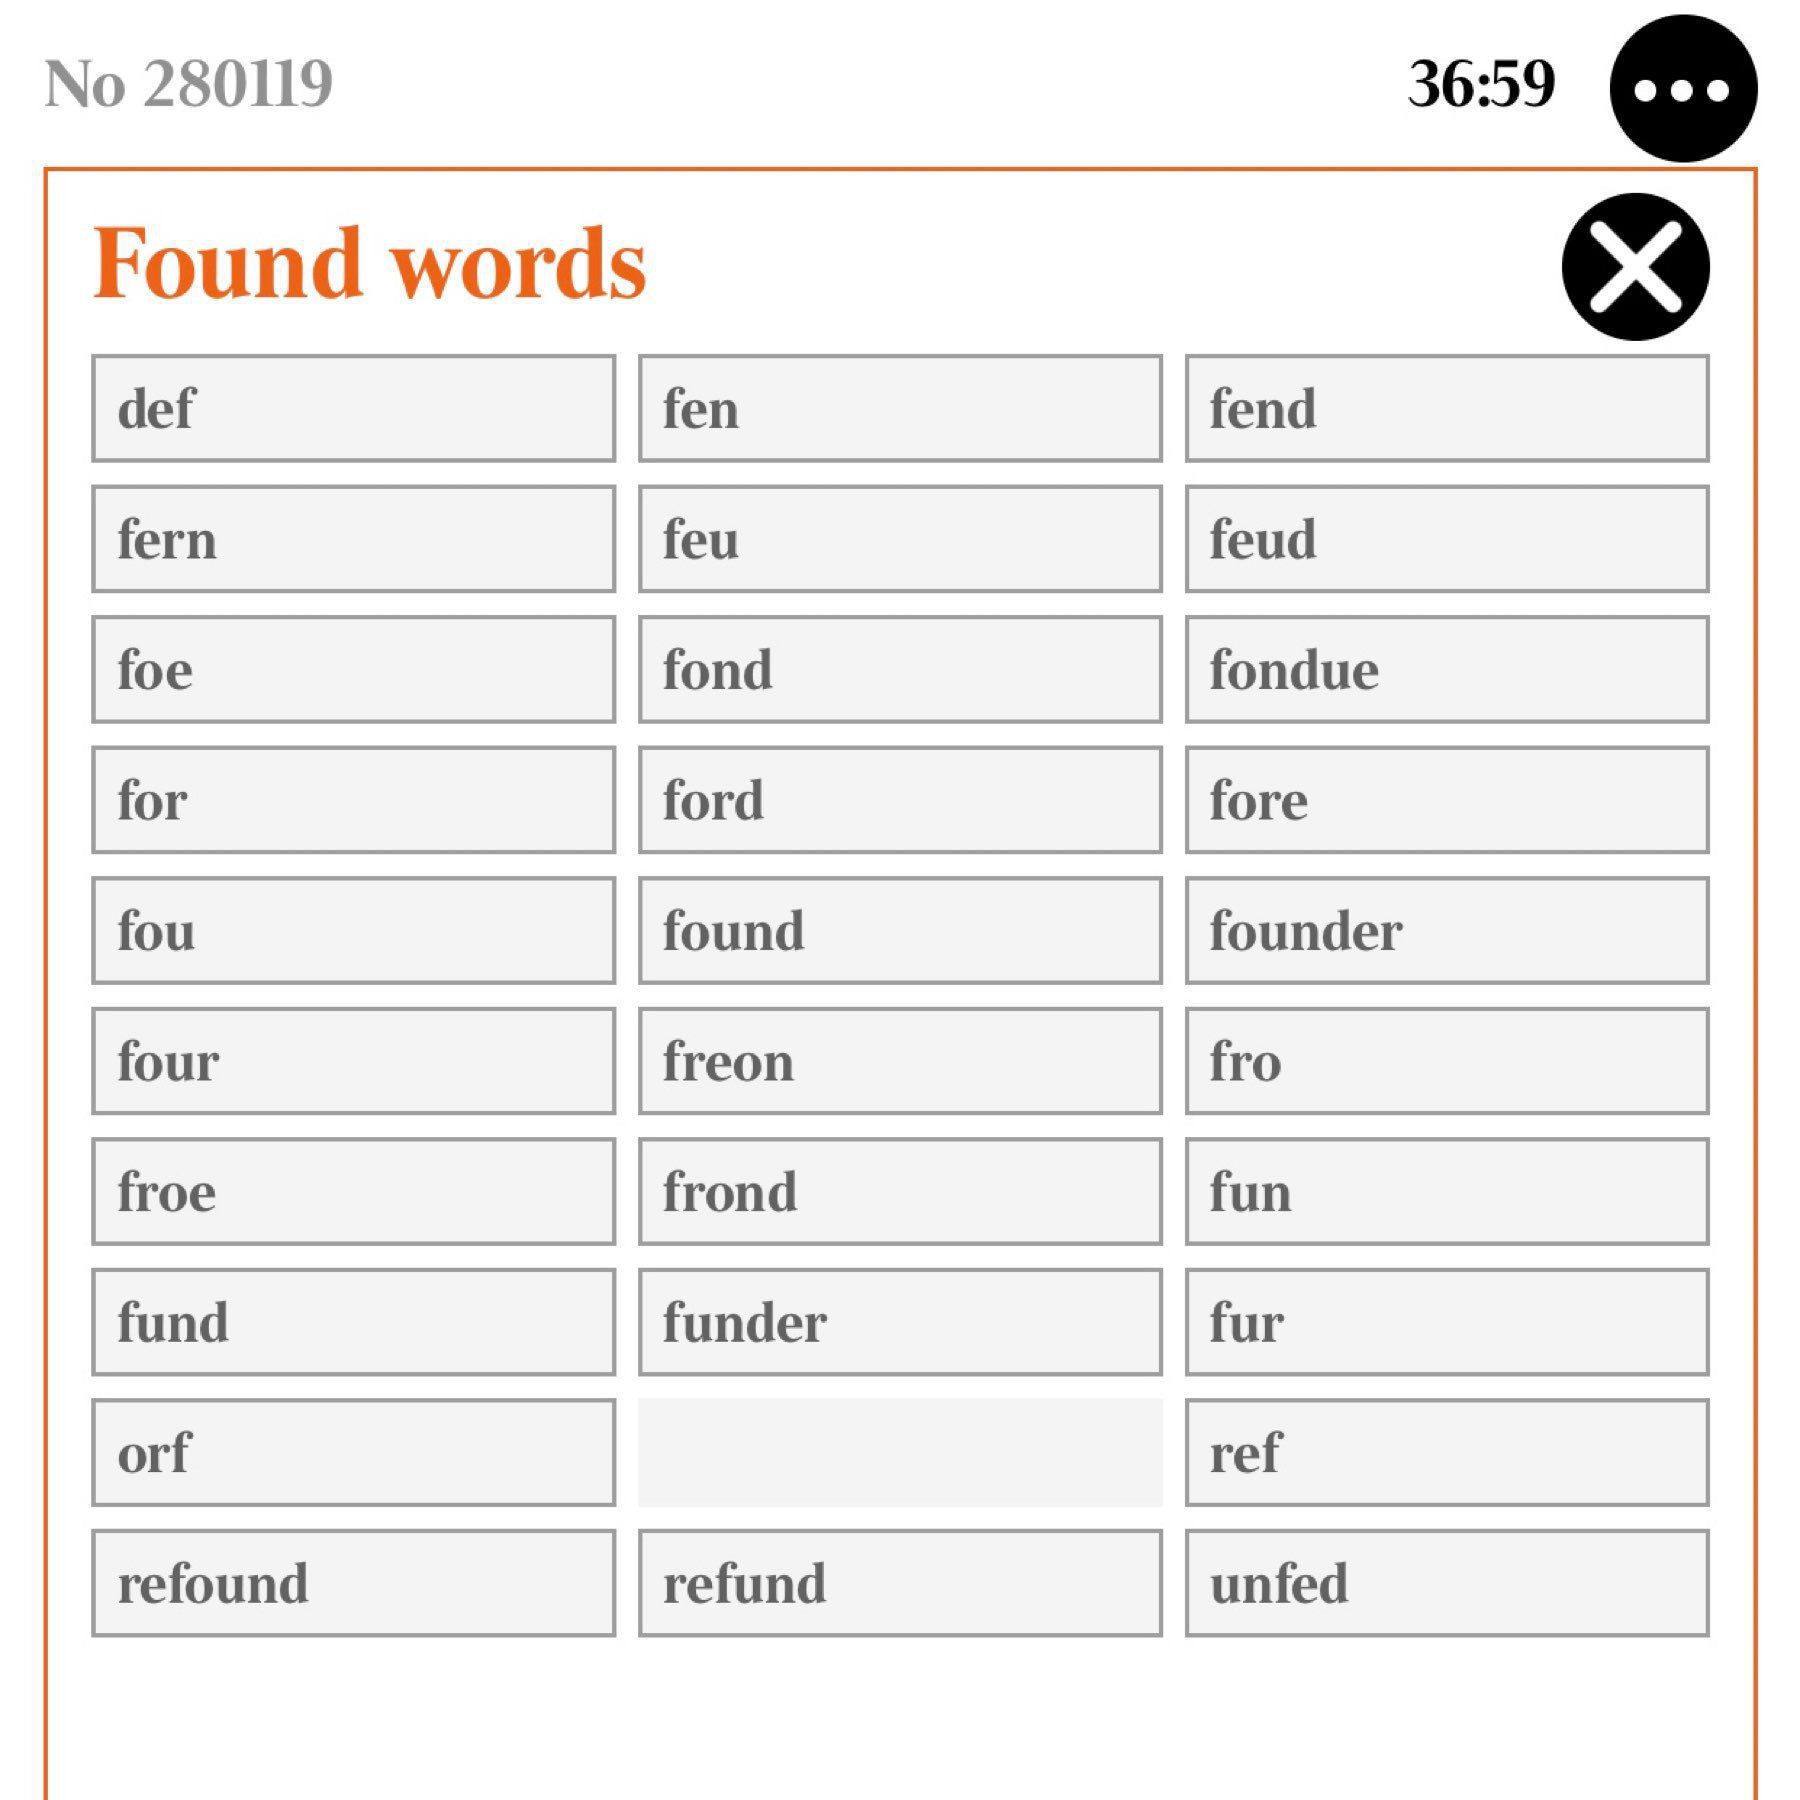 No 280119 36:59
Found words
def fen fend
fern feu feud
foe fond fondue
for ford fore
fou found founder
four freon fro
froe frond fun
fund funder fur
orf ref
refound refund unfed